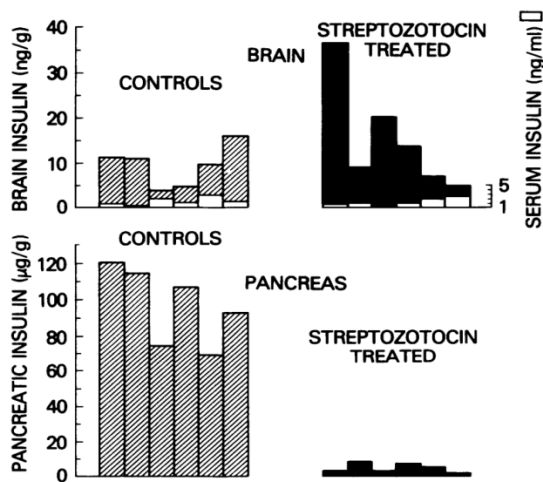 BRAIN INSULIN (ng/g)
40
30
20
10
0
CONTROLS
BRAIN
STREPTOZOTOCIN
TREATED
5
1
SERUM INSULIN (ng/ml)
PANCREATIC INSULIN (µg/g)
120
100
80
60
40
20
0
CONTROLS
PANCREAS
STREPTOZOTOCIN
TREATED